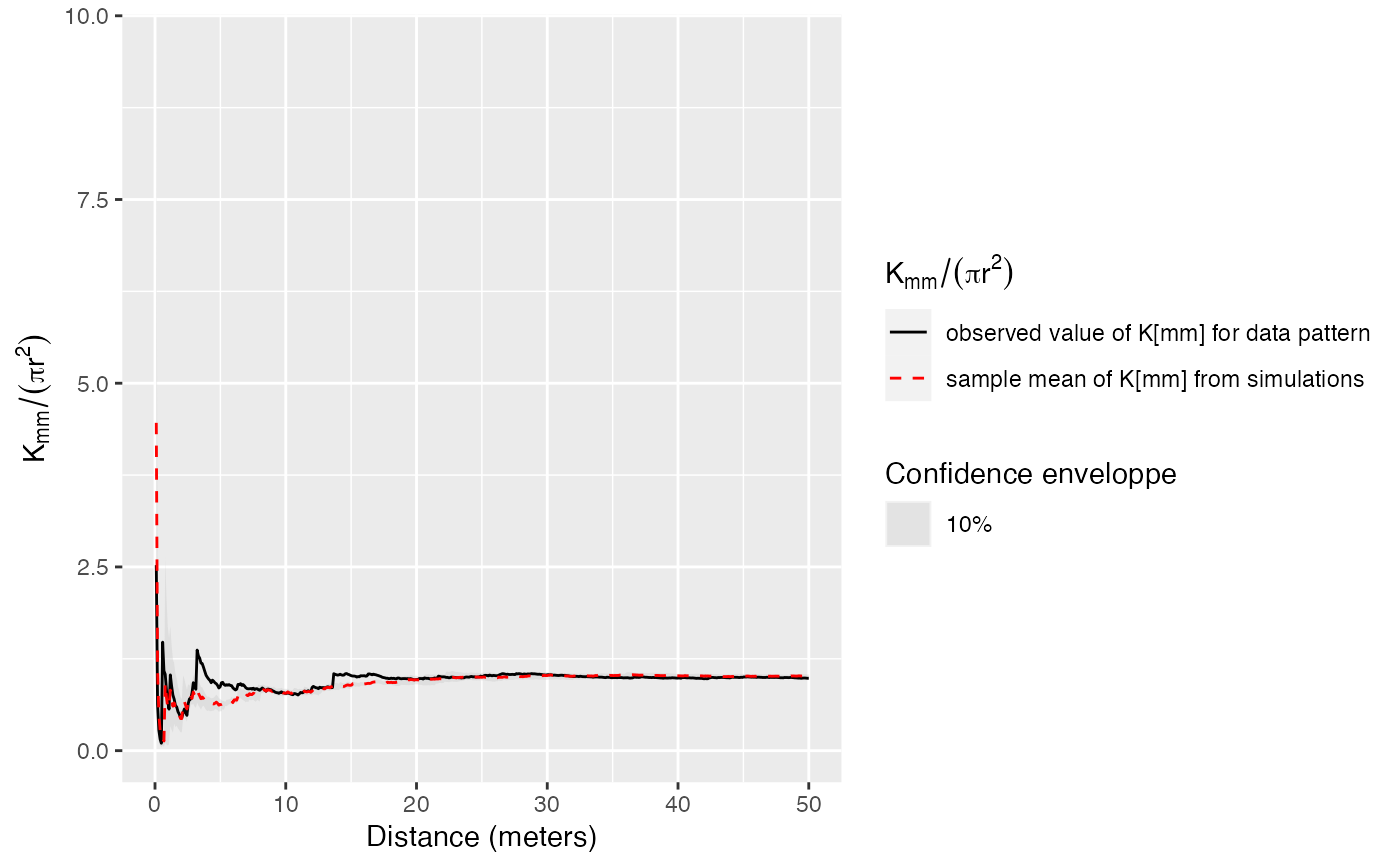 10.0
7.5
5.0
2.5
0.0
0 10 20 30 40 50
Distance (meters)
Kmm/(πr²)
Kmm/(πr²)
observed value of K[mm] for data pattern
sample mean of K[mm] from simulations
Confidence enveloppe
10%